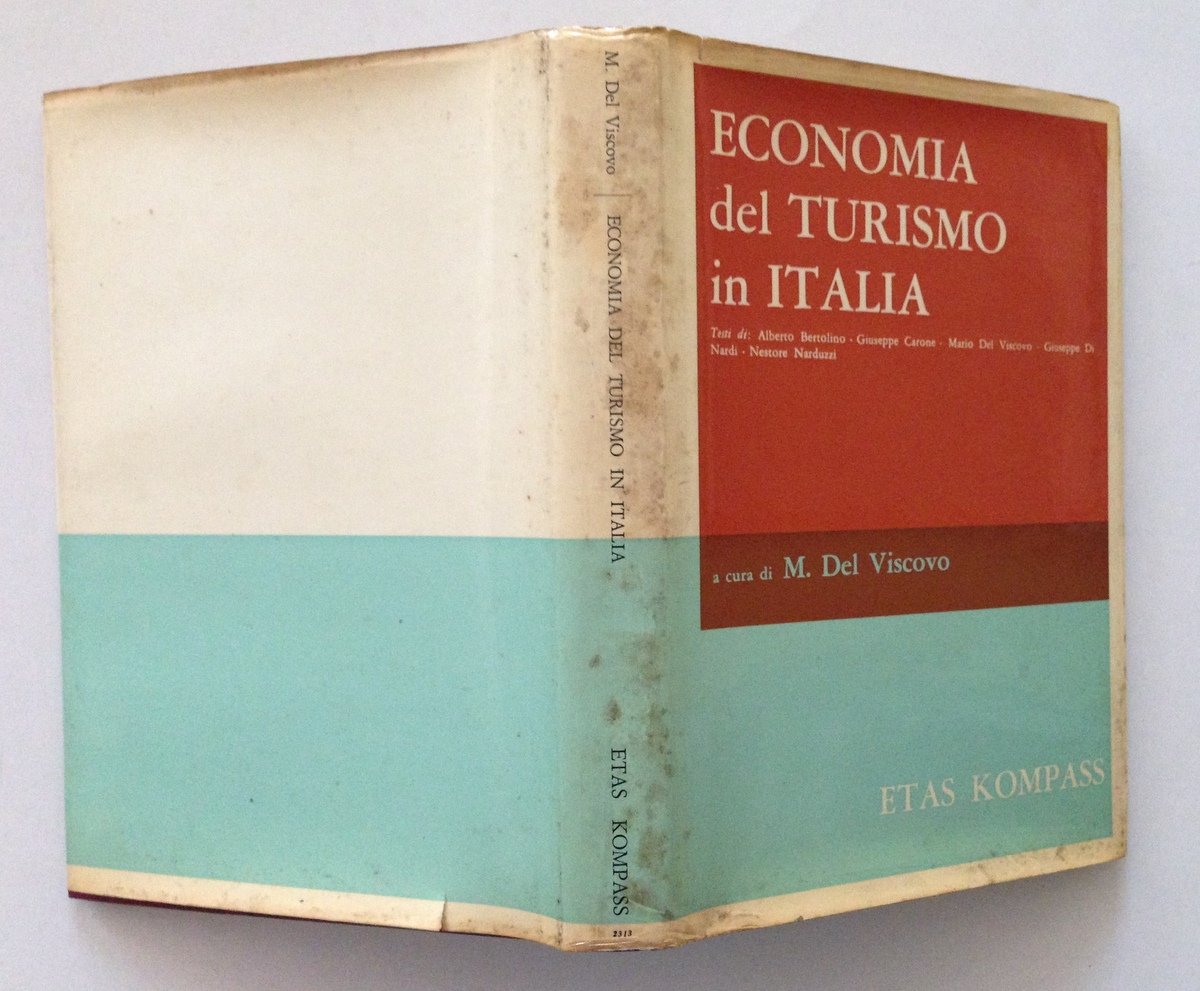 M. Del Viscovo
ECONOMIA DEL TURISMO IN ITALIA
ETAS KOMPASS
2313
ECONOMIA
del TURISMO
in ITALIA
Testi di: Alberto Bertolino · Giuseppe Carone · Mario Del Viscovo · Giuseppe Di
Nardi · Nestore Narduzzi
a cura di M. Del Viscovo
ETAS KOMPASS